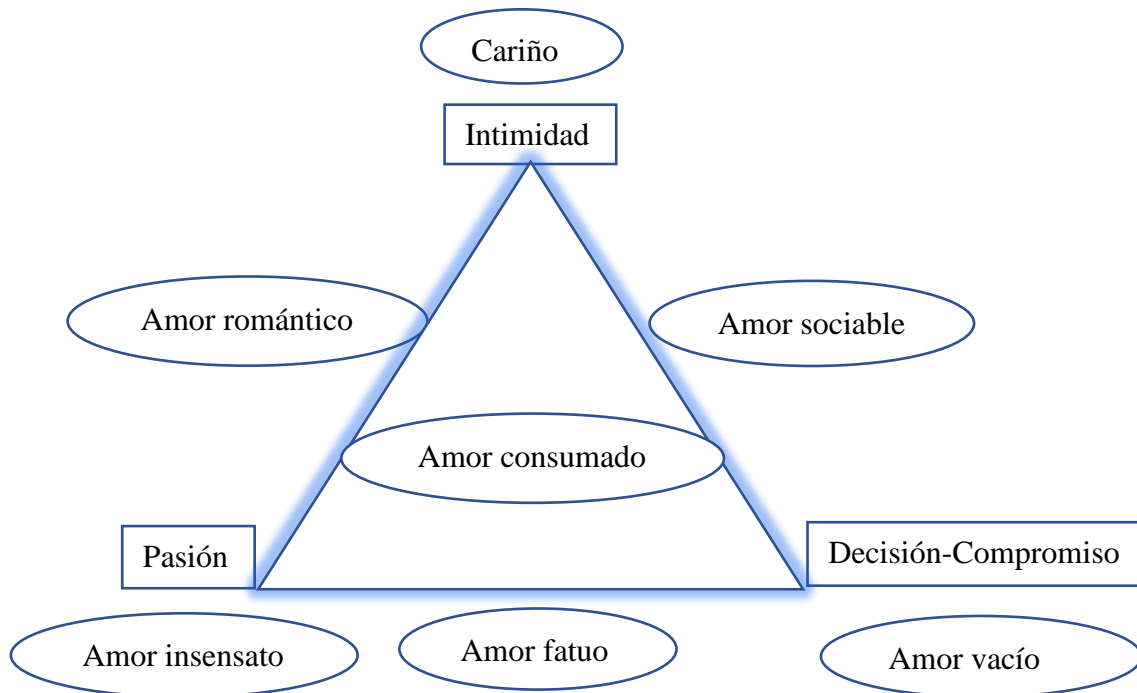 Cariño
Intimidad
Amor romántico
Amor sociable
Amor consumado
Pasión
Decisión-Compromiso
Amor insensato
Amor fatuo
Amor vacío